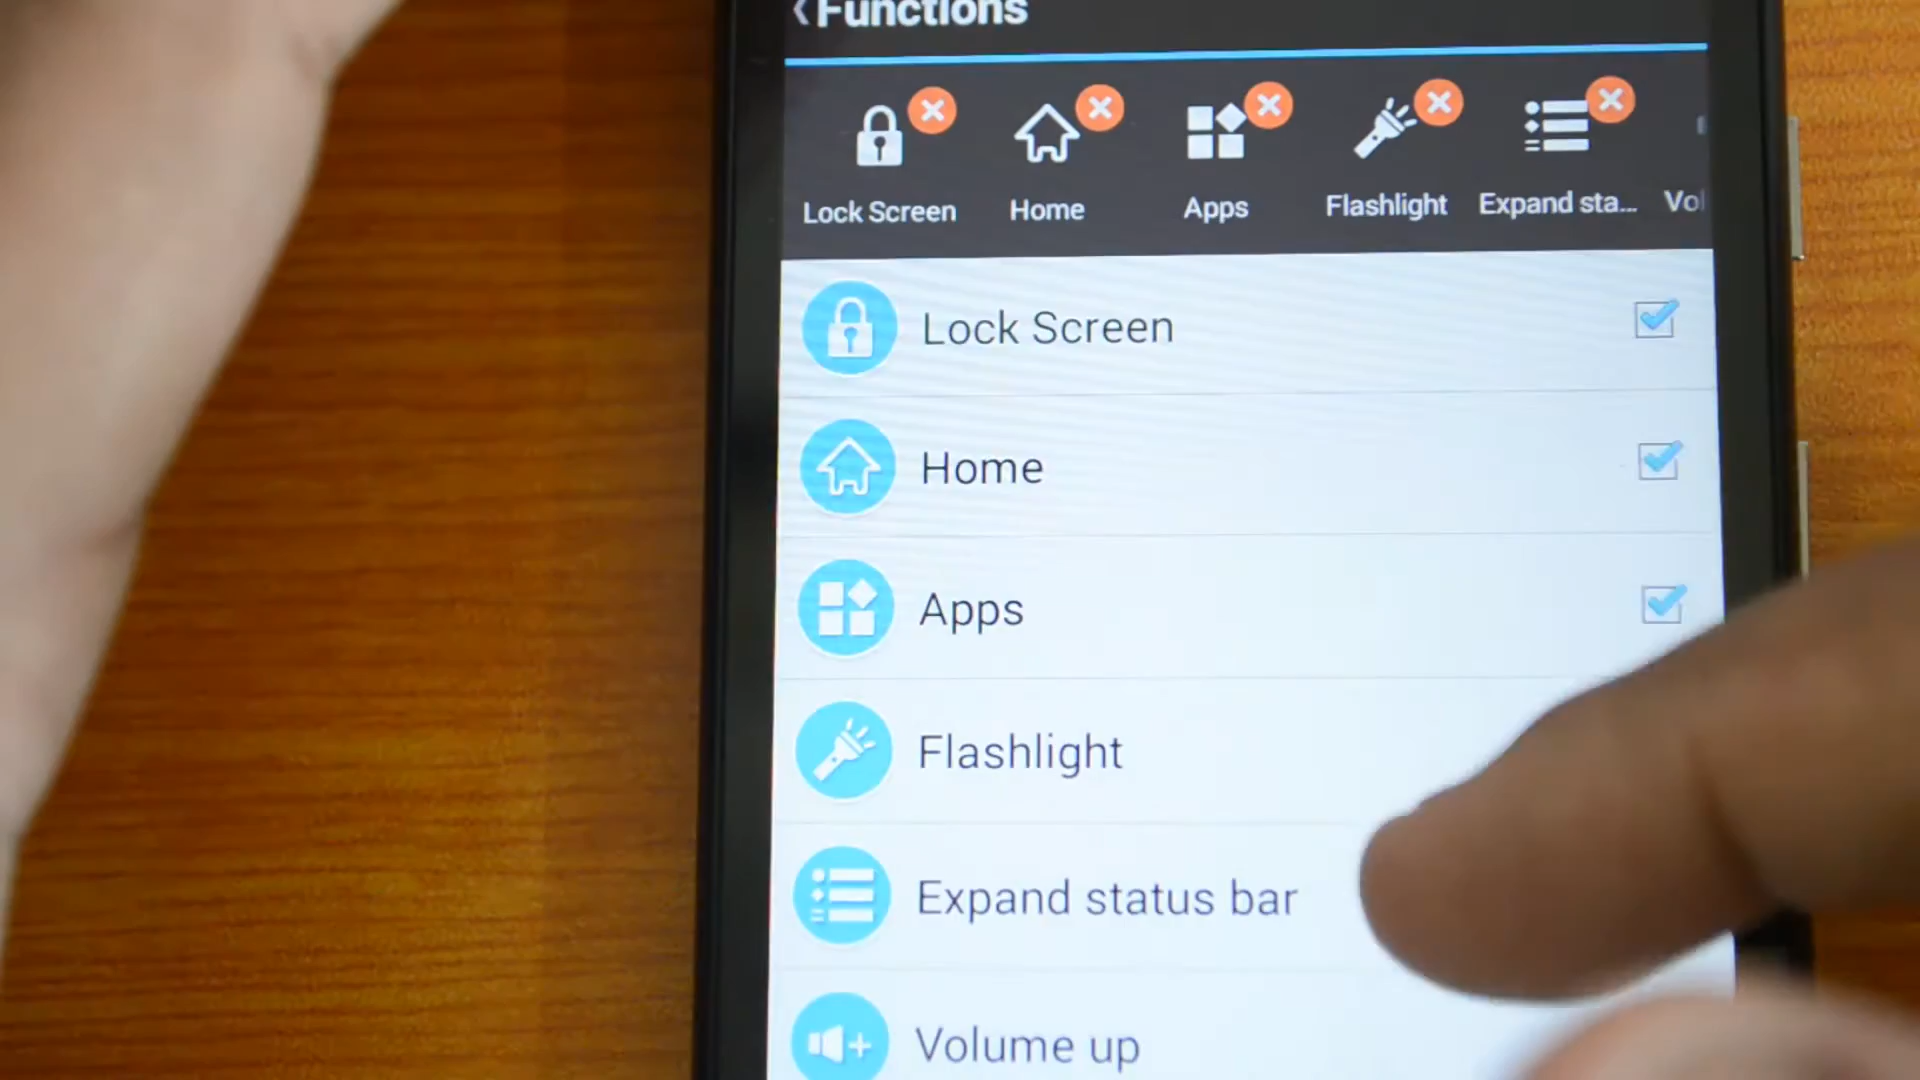 Functions
Lock Screen Home Apps Flashlight Expand sta... Vol
Lock Screen
Home
Apps
Flashlight
Expand status bar
Volume up